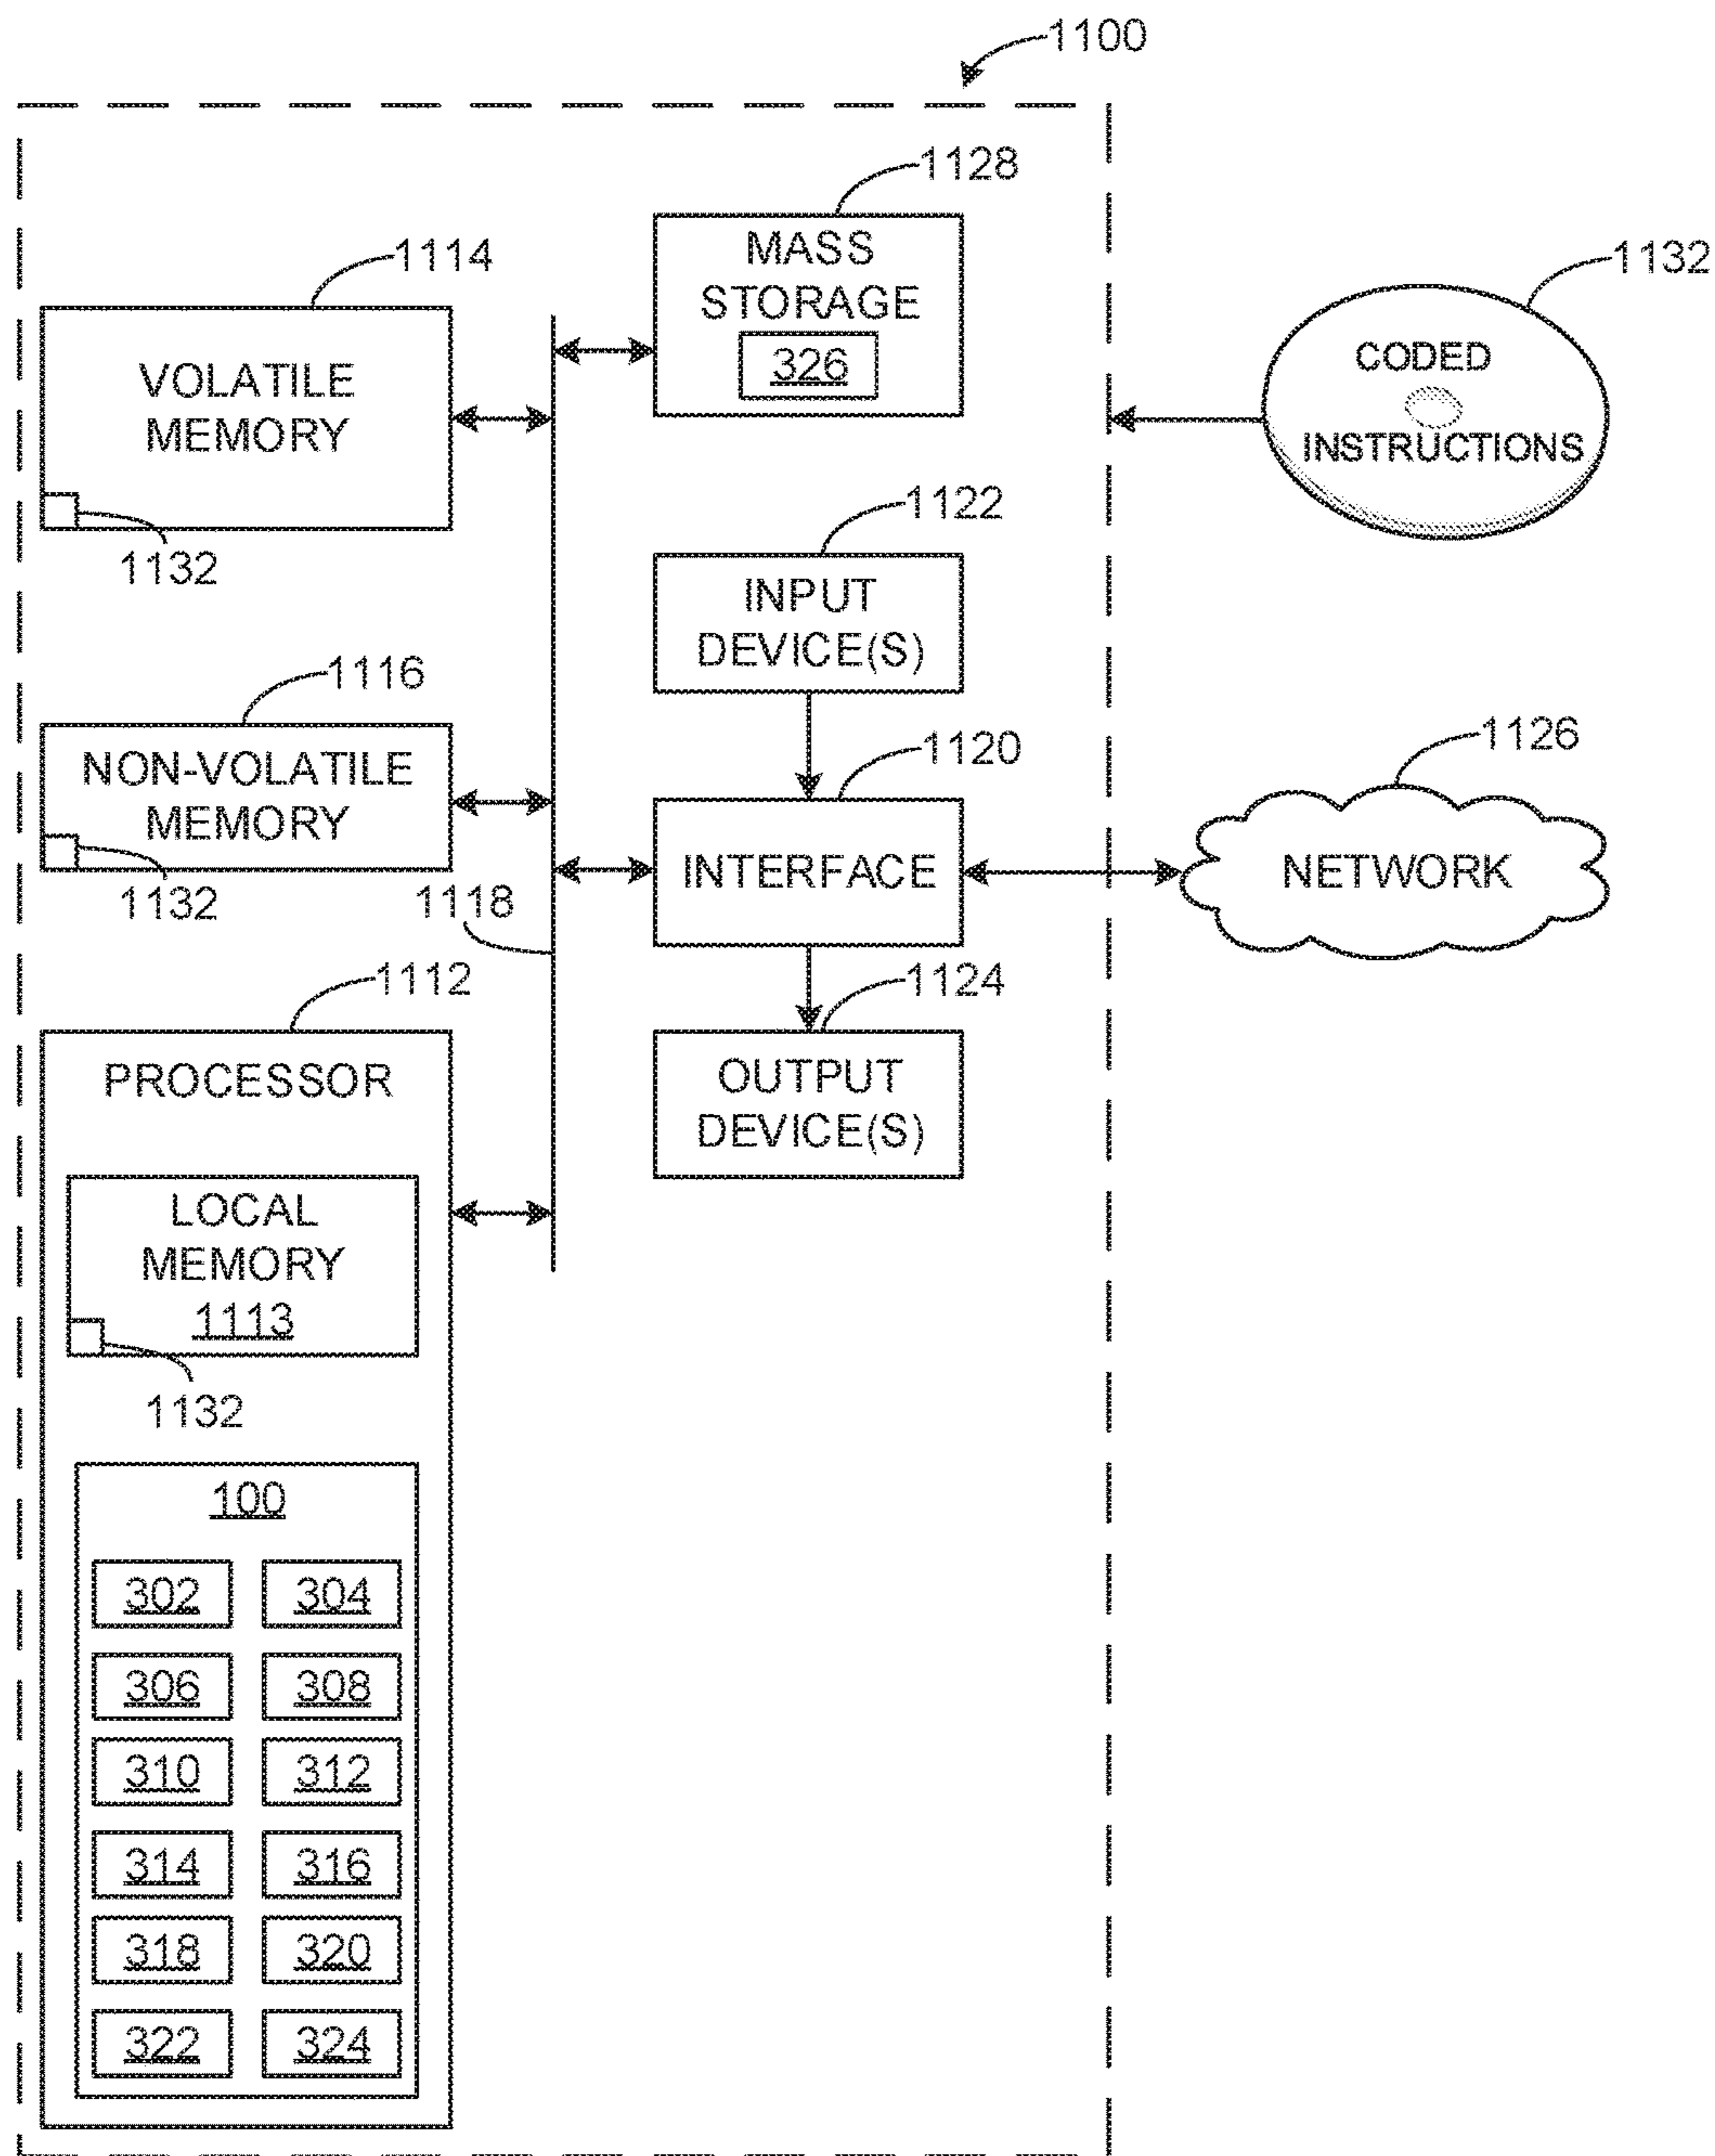 1100
1128
MASS
STORAGE
326
1114
VOLATILE
MEMORY
1132
1132
CODED
INSTRUCTIONS
1122
INPUT
DEVICE(S)
1116
NON-VOLATILE
MEMORY
1132
1118
1120
INTERFACE
1126
NETWORK
1112
PROCESSOR
1124
OUTPUT
DEVICE(S)
LOCAL
MEMORY
1113
1132
100
302 304
306 308
310 312
314 316
318 320
322 324